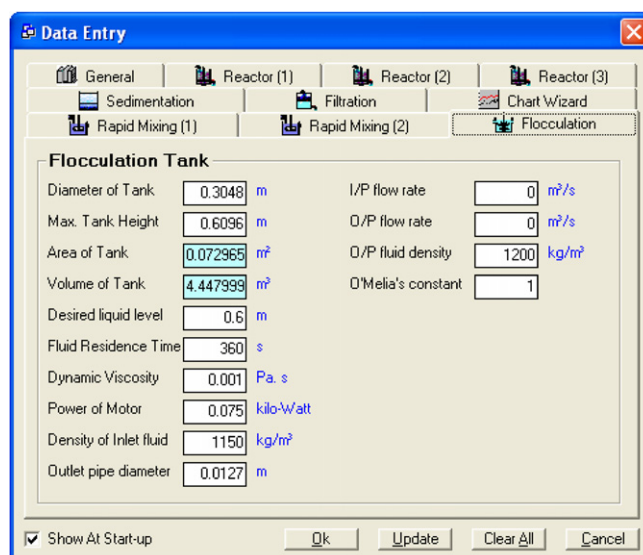 Data Entry
General Reactor (1) Reactor (2) Reactor (3)
Sedimentation Filtration Chart Wizard
Rapid Mixing (1) Rapid Mixing (2) Flocculation
Flocculation Tank
Diameter of Tank 0.3048 m I/P flow rate 0 m³/s
Max. Tank Height 0.6096 m O/P flow rate 0 m³/s
Area of Tank 0.072965 m² O/P fluid density 1200 kg/m³
Volume of Tank 4.447999 m³ O'Melia's constant 1
Desired liquid level 0.6 m
Fluid Residence Time 360 s
Dynamic Viscosity 0.001 Pa. s
Power of Motor 0.075 kilo-Watt
Density of Inlet fluid 1150 kg/m³
Outlet pipe diameter 0.0127 m
Show At Start-up Ok Update Clear All Cancel